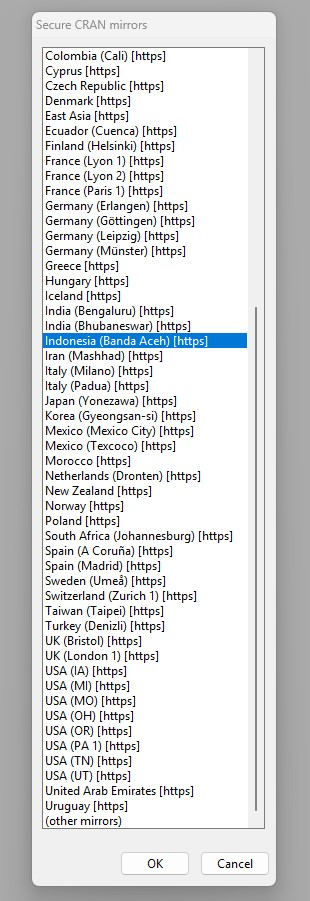 Secure CRAN mirrors
Colombia (Cali) [https]
Cyprus [https]
Czech Republic [https]
Denmark [https]
East Asia [https]
Ecuador (Cuenca) [https]
Finland (Helsinki) [https]
France (Lyon 1) [https]
France (Lyon 2) [https]
France (Paris 1) [https]
Germany (Erlangen) [https]
Germany (Göttingen) [https]
Germany (Leipzig) [https]
Germany (Münster) [https]
Greece [https]
Hungary [https]
Iceland [https]
India (Bengaluru) [https]
India (Bhubaneswar) [https]
Indonesia (Banda Aceh) [https]
Iran (Mashhad) [https]
Italy (Milano) [https]
Italy (Padua) [https]
Japan (Yonezawa) [https]
Korea (Gyeongsan-si) [https]
Mexico (Mexico City) [https]
Mexico (Texcoco) [https]
Morocco [https]
Netherlands (Dronten) [https]
New Zealand [https]
Norway [https]
Poland [https]
South Africa (Johannesburg) [https]
Spain (A Coruña) [https]
Spain (Madrid) [https]
Sweden (Umeå) [https]
Switzerland (Zurich 1) [https]
Taiwan (Taipei) [https]
Turkey (Denizli) [https]
UK (Bristol) [https]
UK (London 1) [https]
USA (IA) [https]
USA (MI) [https]
USA (MO) [https]
USA (OH) [https]
USA (OR) [https]
USA (PA 1) [https]
USA (TN) [https]
USA (UT) [https]
United Arab Emirates [https]
Uruguay [https]
(other mirrors)
OK Cancel